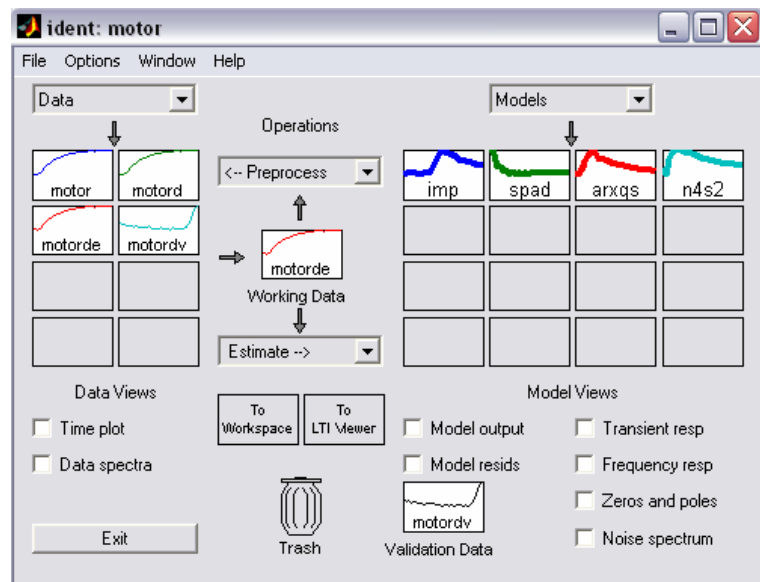 ident: motor
File Options Window Help
Data
Models
Operations
motor
motord
<-- Preprocess
imp
spad
arxqs
n4s2
motorde
motordv
motorde
Working Data
Estimate -->
Data Views
Model Views
To Workspace
To LTI Viewer
Time plot
Model output
Transient resp
Data spectra
Model resids
Frequency resp
Zeros and poles
motordv
Exit
Trash
Validation Data
Noise spectrum